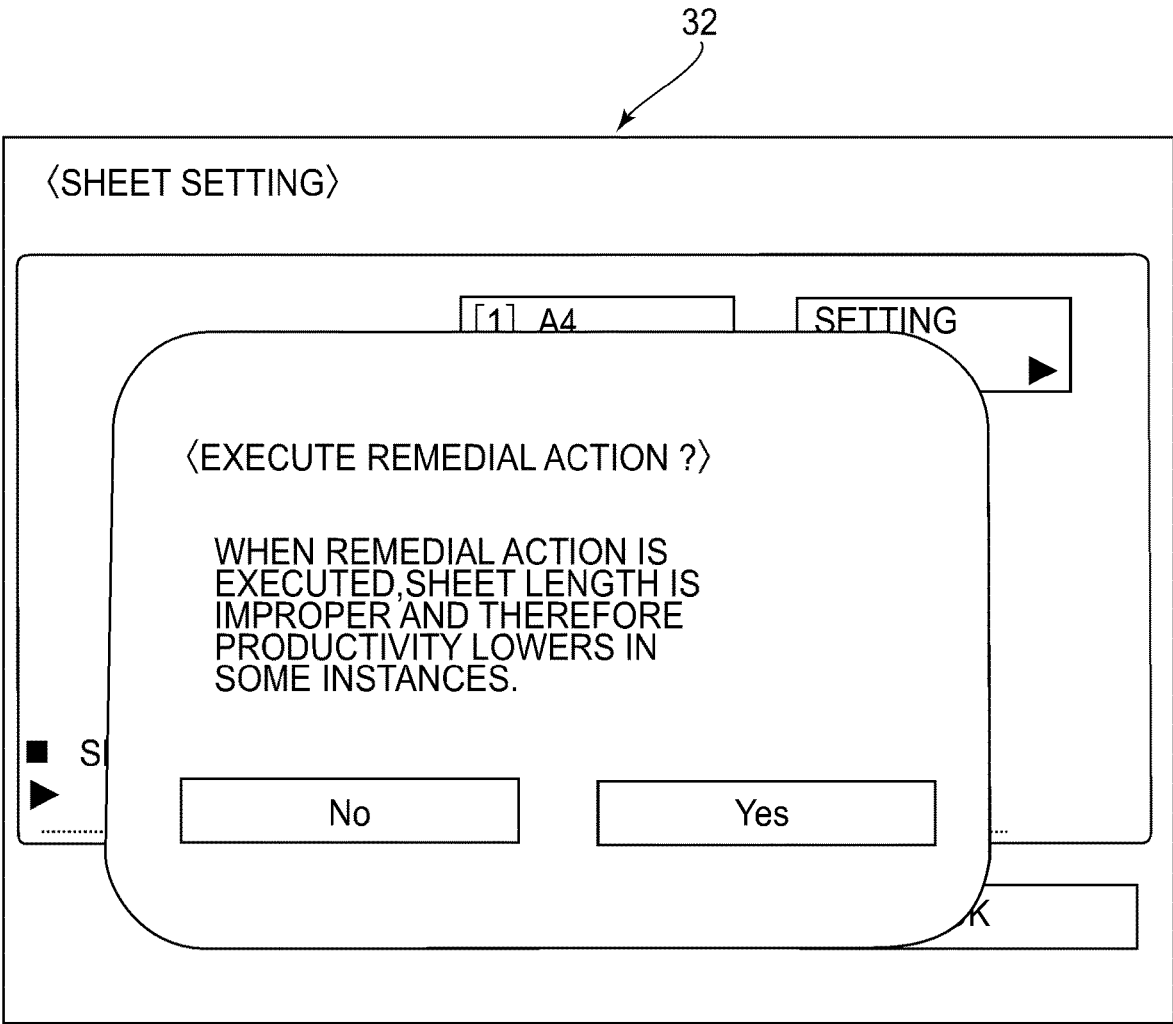 32
〈SHEET SETTING〉
[1] A4
SETTING
〈EXECUTE REMEDIAL ACTION ?〉
WHEN REMEDIAL ACTION IS
EXECUTED,SHEET LENGTH IS
IMPROPER AND THEREFORE
PRODUCTIVITY LOWERS IN
SOME INSTANCES.
No
Yes